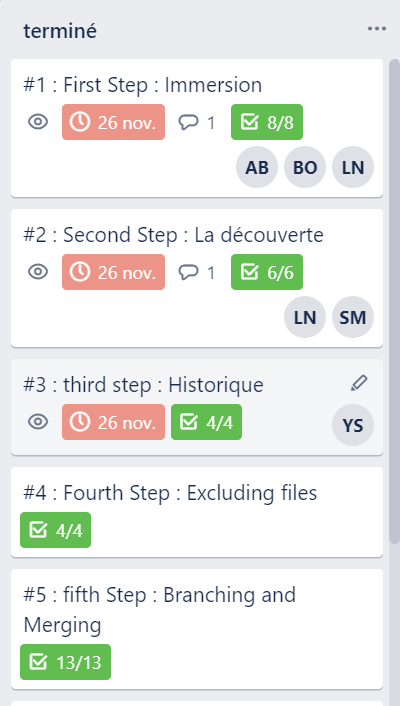 terminé
#1 : First Step : Immersion
26 nov. 1 8/8
AB BO LN
#2 : Second Step : La découverte
26 nov. 1 6/6
LN SM
#3 : third step : Historique
26 nov. 4/4
YS
#4 : Fourth Step : Excluding files
4/4
#5 : fifth Step : Branching and
Merging
13/13